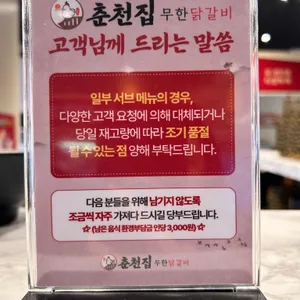 춘천집 무한닭갈비
고객님께 드리는 말씀
일부 서브 메뉴의 경우,
다양한 고객 요청에 의해 대체되거나
당일 재고량에 따라 조기 품절
될 수 있는 점 양해 부탁드립니다.
다음 분들을 위해 남기지 않도록
조금씩 자주 가져다 드시길 당부드립니다.
(남은 음식 환경부담금 인당 3,000원)
춘천집 무한닭갈비